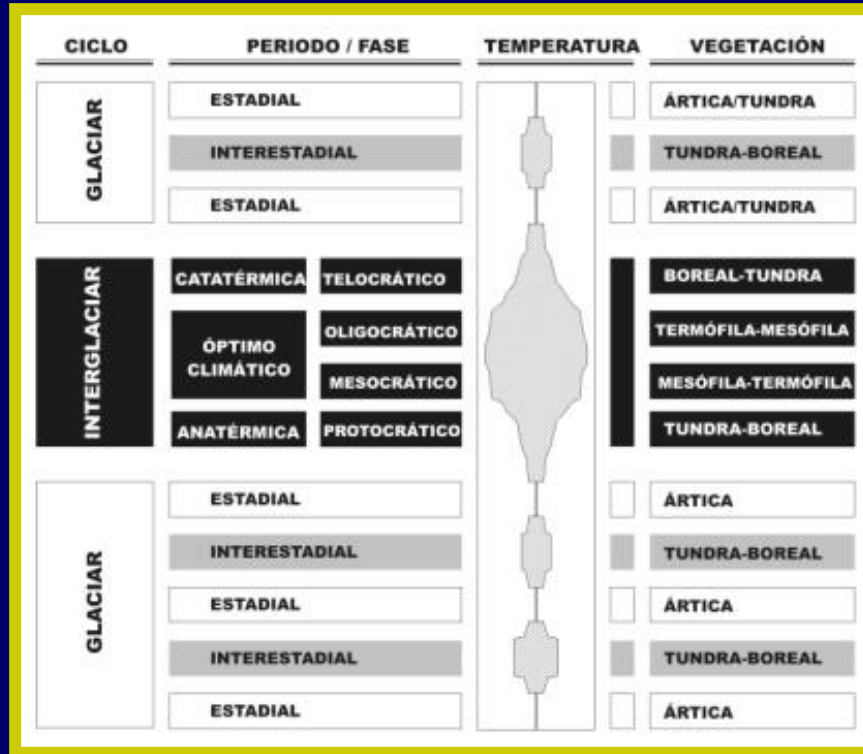 CICLO PERIODO / FASE TEMPERATURA VEGETACIÓN
GLACIAR
ESTADIAL ÁRTICA/TUNDRA
INTERESTADIAL TUNDRA-BOREAL
ESTADIAL ÁRTICA/TUNDRA
INTERGLACIAR
CATATÉRMICA TELOCRÁTICO BOREAL-TUNDRA
ÓPTIMO
CLIMÁTICO
OLIGOCRÁTICO TERMÓFILA-MESÓFILA
MESOCRÁTICO MESÓFILA-TERMÓFILA
ANATÉRMICA PROTOCRÁTICO TUNDRA-BOREAL
GLACIAR
ESTADIAL ÁRTICA
INTERESTADIAL TUNDRA-BOREAL
ESTADIAL ÁRTICA
INTERESTADIAL TUNDRA-BOREAL
ESTADIAL ÁRTICA